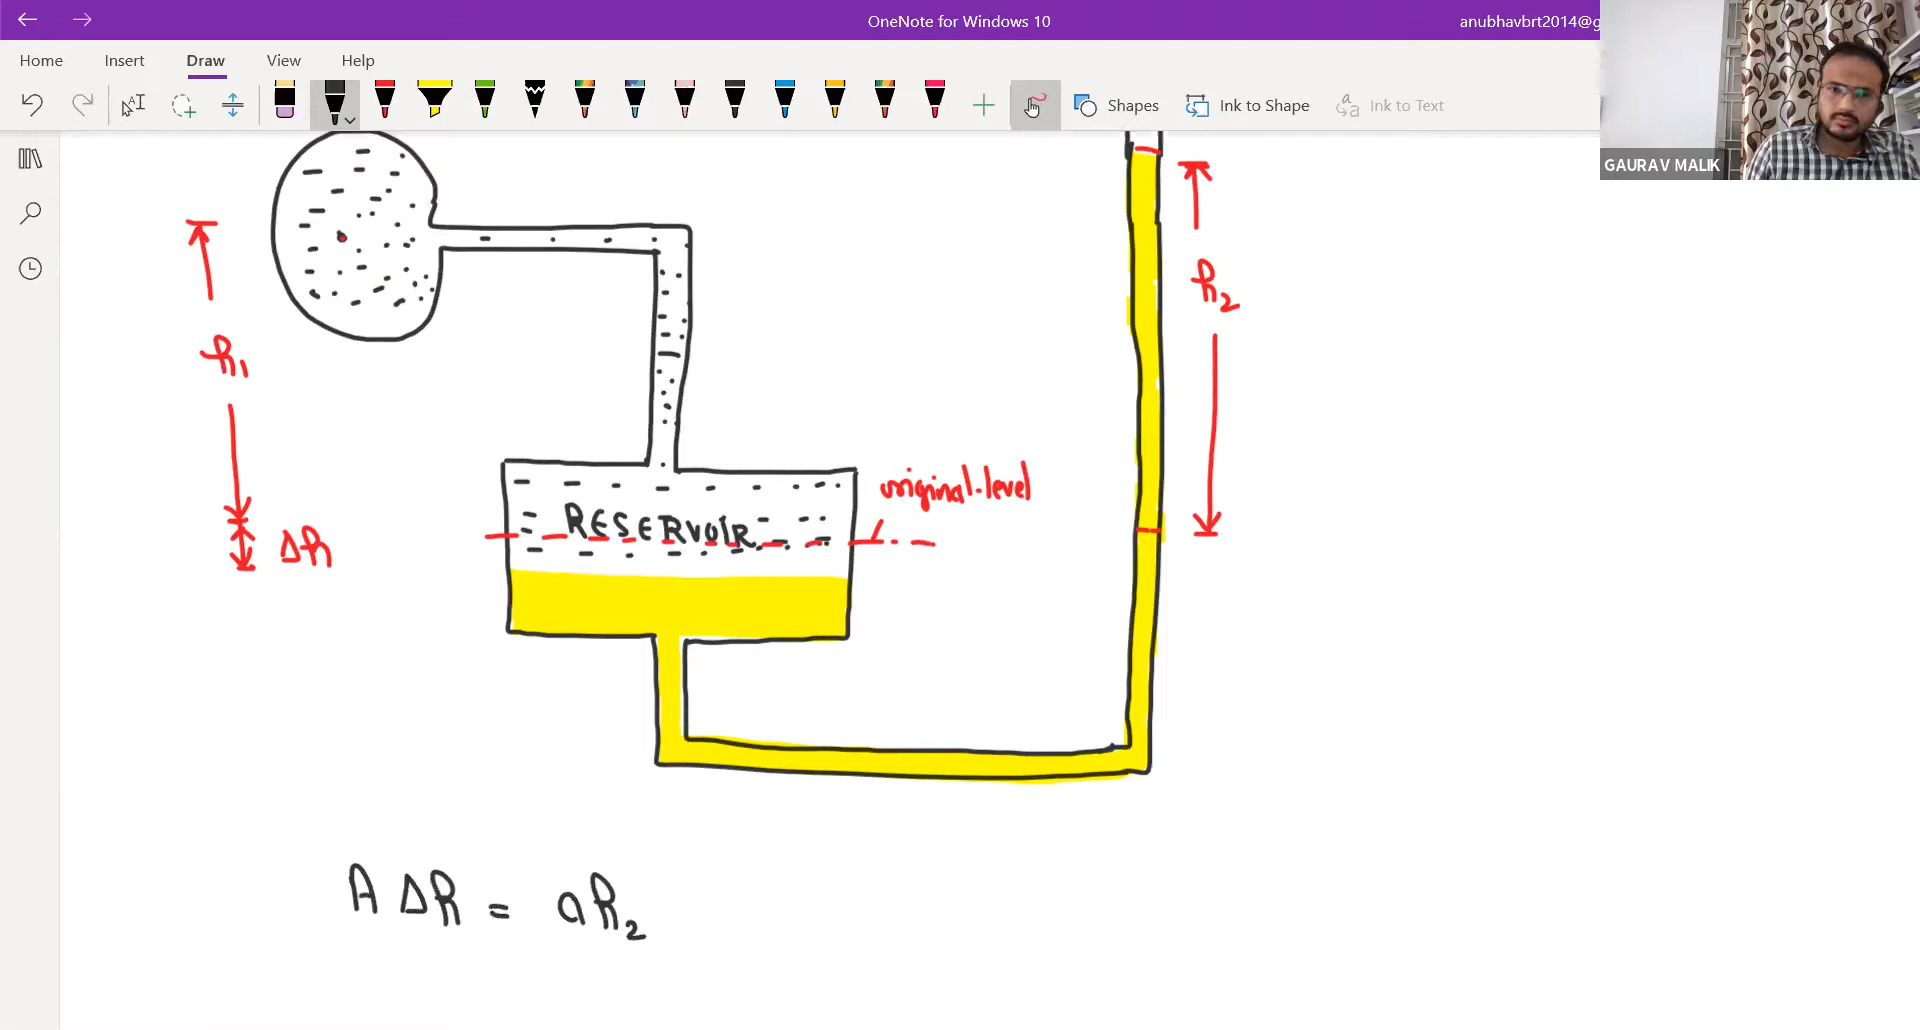 OneNote for Windows 10
anubhavbrt2014@g
Home Insert Draw View Help
Shapes Ink to Shape Ink to Text
GAURAV MALIK
h₂
h₁
original level
RESERVOIR
Δh
A Δh = a h₂